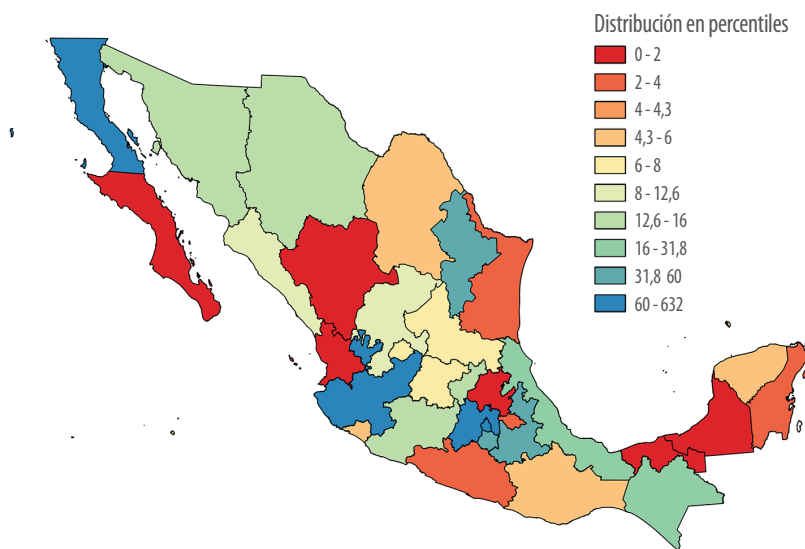 Distribución en percentiles
0 - 2
2 - 4
4 - 4,3
4,3 - 6
6 - 8
8 - 12,6
12,6 - 16
16 - 31,8
31,8 60
60 - 632